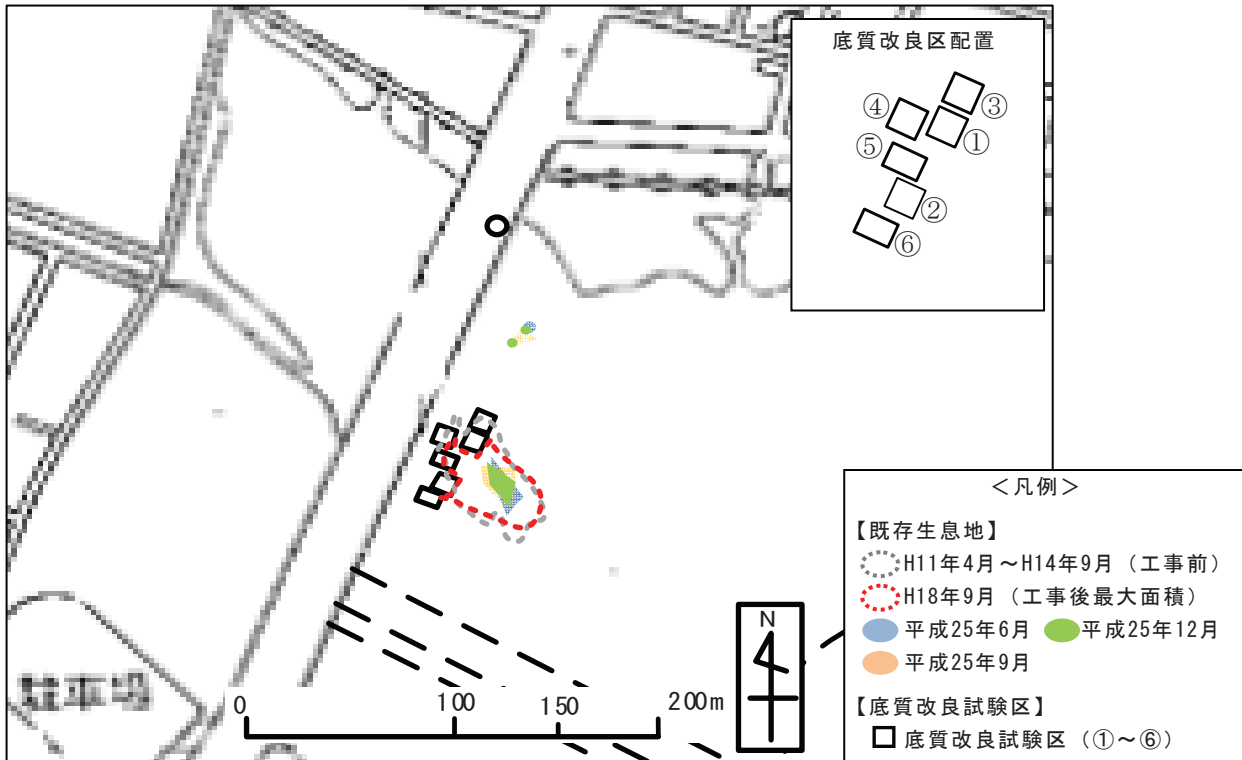 底質改良区配置
③
④
①
⑤
②
⑥
<凡例>
【既存生息地】
H11年4月~H14年9月 (工事前)
H18年9月 (工事後最大面積)
平成25年6月 平成25年12月
平成25年9月
【底質改良試験区】
底質改良試験区 (①~⑥)
N
駐車場
0 100 150 200m